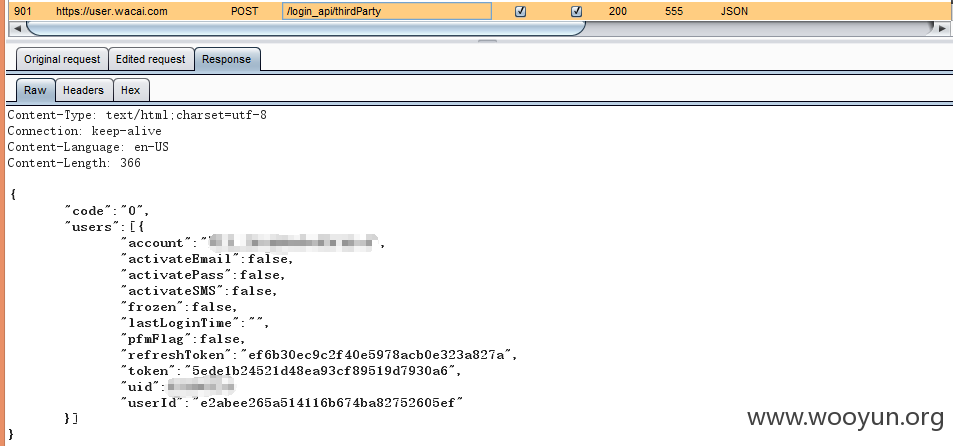 901 https://user.wacai.com POST /login_api/thirdParty 200 555 JSON
Original request Edited request Response
Raw Headers Hex
Content-Type: text/html;charset=utf-8
Connection: keep-alive
Content-Language: en-US
Content-Length: 366
{
"code":"0",
"users":[{
"account":"",
"activateEmail":false,
"activatePass":false,
"activateSMS":false,
"frozen":false,
"lastLoginTime":"",
"pfmFlag":false,
"refreshToken":"ef6b30ec9c2f40e5978acb0e323a827a",
"token":"5ede1b24521d48ea93cf89519d7930a6",
"uid":
"userId":"e2abee265a514116b674ba82752605ef"
}]
}
www.wooyun.org